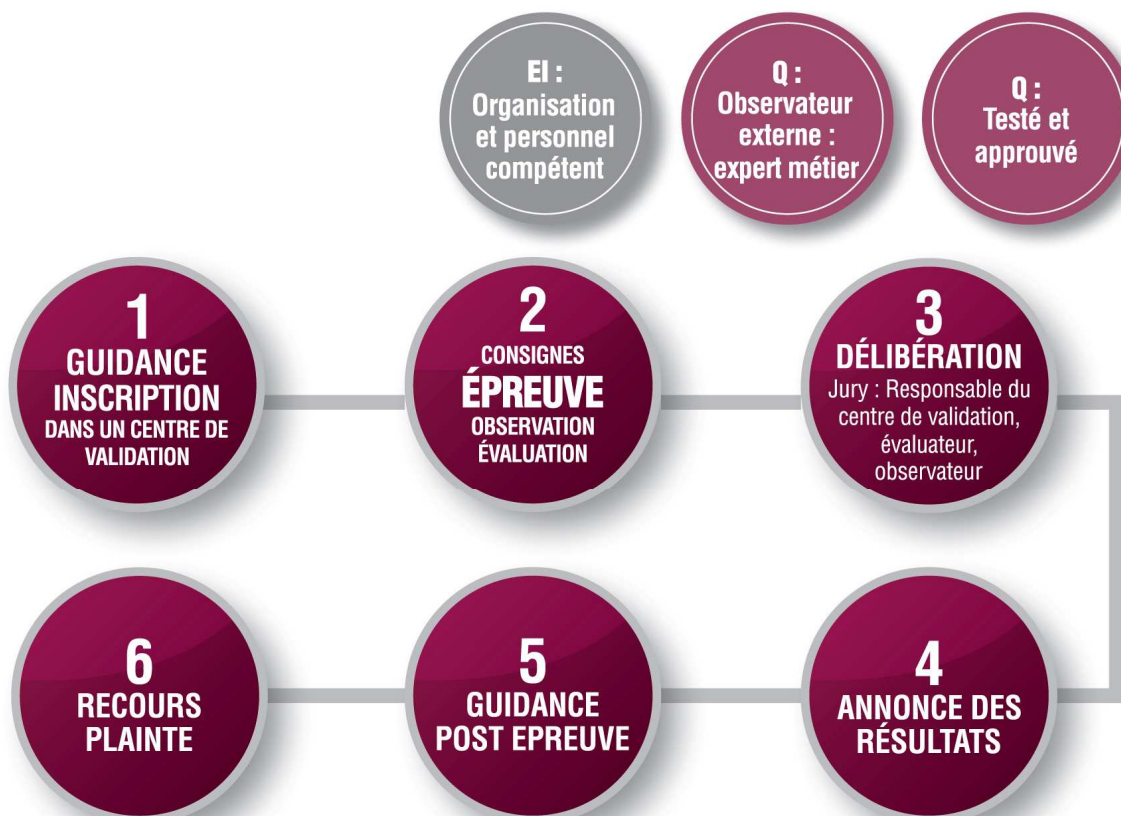 EI :
Organisation
et personnel
compétent
Q :
Observateur
externe :
expert métier
Q :
Testé et
approuvé
1
GUIDANCE
INSCRIPTION
DANS UN CENTRE DE
VALIDATION
2
CONSIGNES
ÉPREUVE
OBSERVATION
ÉVALUATION
3
DÉLIBÉRATION
Jury : Responsable du
centre de validation,
évaluateur,
observateur
6
RECOURS
PLAINTE
5
GUIDANCE
POST EPREUVE
4
ANNONCE DES
RÉSULTATS